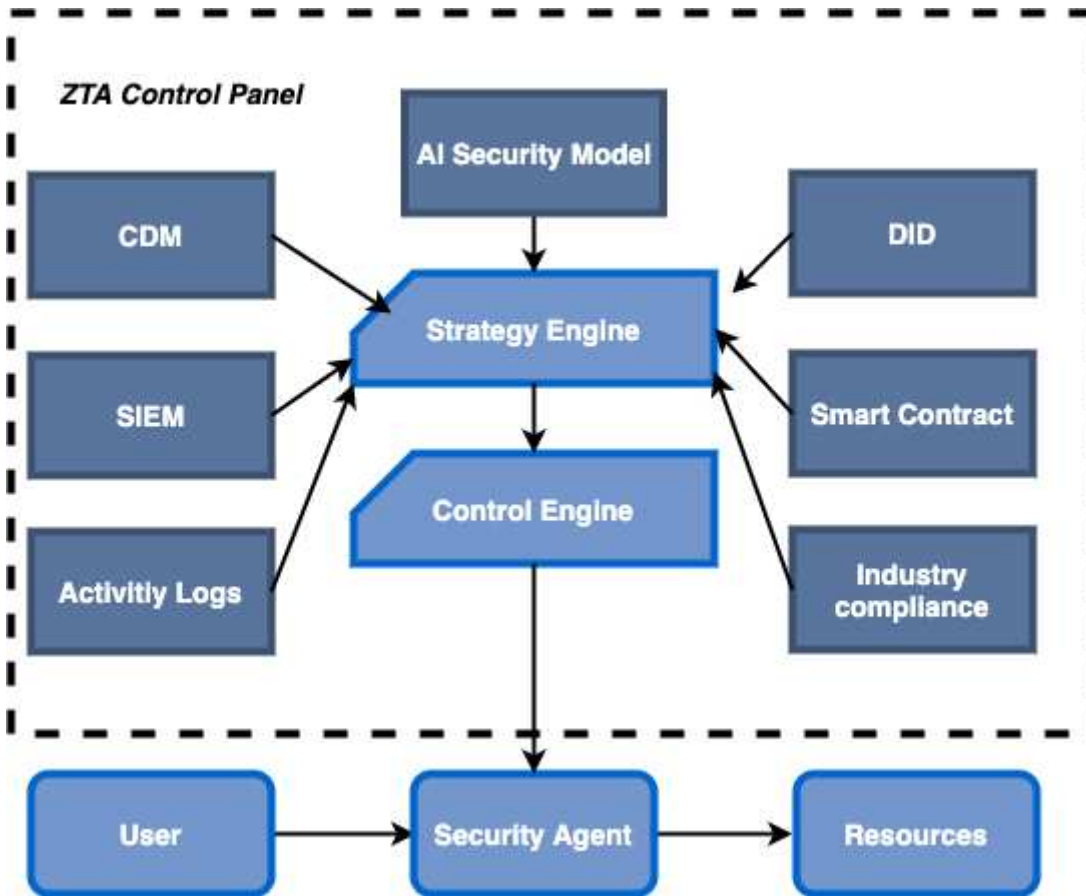 ZTA Control Panel
AI Security Model
CDM
DID
Strategy Engine
SIEM
Smart Contract
Control Engine
Activitiy Logs
Industry
compliance
User
Security Agent
Resources